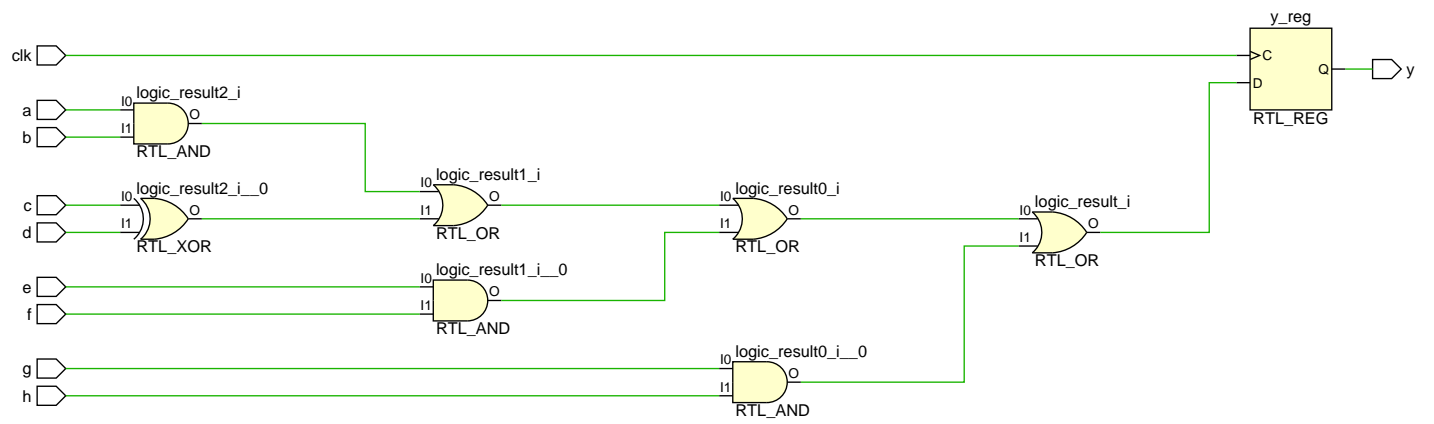 y_reg
clk
C
Q
y
D
RTL_REG
logic_result2_i
a
I0
O
b
I1
RTL_AND
logic_result2_i__0
c
I0
O
d
I1
RTL_XOR
logic_result1_i
I0
O
I1
RTL_OR
logic_result1_i__0
e
I0
O
f
I1
RTL_AND
logic_result0_i
I0
O
I1
RTL_OR
logic_result0_i__0
g
I0
O
h
I1
RTL_AND
logic_result_i
I0
O
I1
RTL_OR